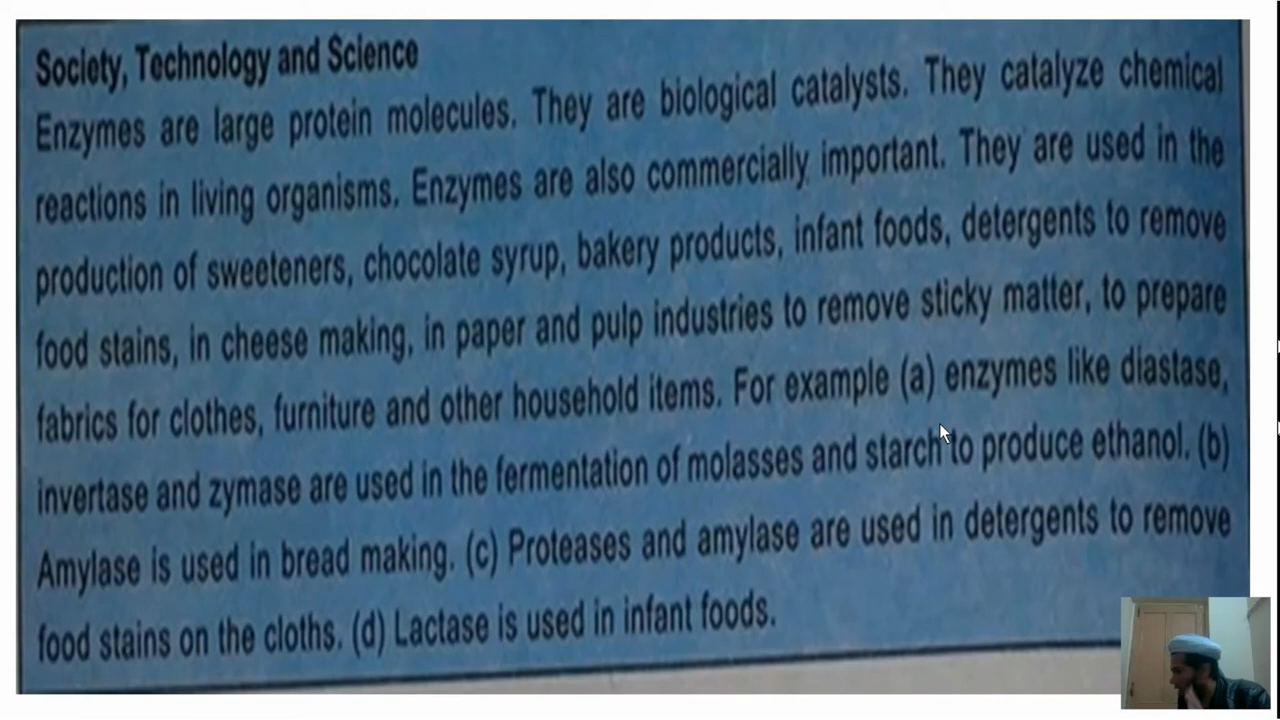 Society, Technology and Science
Enzymes are large protein molecules. They are biological catalysts. They catalyze chemical
reactions in living organisms. Enzymes are also commercially important. They are used in the
production of sweeteners, chocolate syrup, bakery products, infant foods, detergents to remove
food stains, in cheese making, in paper and pulp industries to remove sticky matter, to prepare
fabrics for clothes, furniture and other household items. For example (a) enzymes like diastase,
invertase and zymase are used in the fermentation of molasses and starch to produce ethanol. (b)
Amylase is used in bread making. (c) Proteases and amylase are used in detergents to remove
food stains on the cloths. (d) Lactase is used in infant foods.